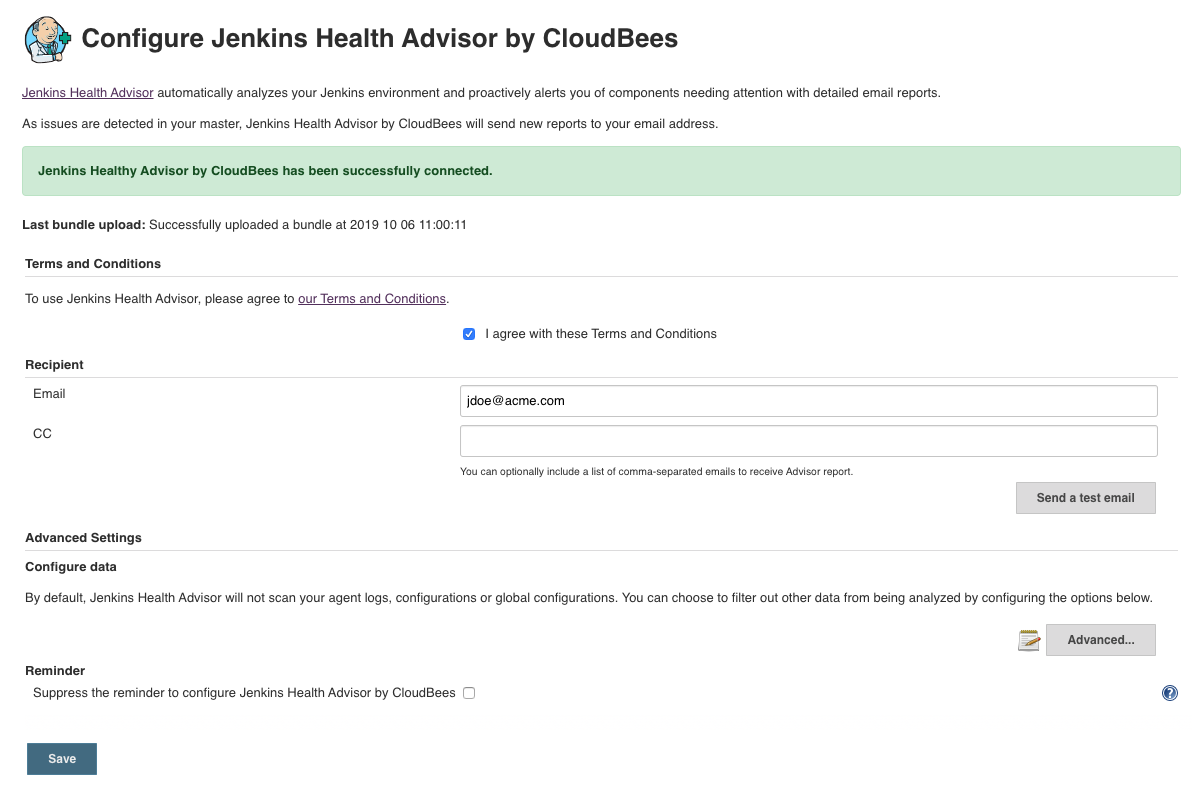 Configure Jenkins Health Advisor by CloudBees
Jenkins Health Advisor automatically analyzes your Jenkins environment and proactively alerts you of components needing attention with detailed email reports.
As issues are detected in your master, Jenkins Health Advisor by CloudBees will send new reports to your email address.
Jenkins Healthy Advisor by CloudBees has been successfully connected.
Last bundle upload: Successfully uploaded a bundle at 2019 10 06 11:00:11
Terms and Conditions
To use Jenkins Health Advisor, please agree to our Terms and Conditions.
I agree with these Terms and Conditions
Recipient
Email
jdoe@acme.com
CC
You can optionally include a list of comma-separated emails to receive Advisor report.
Send a test email
Advanced Settings
Configure data
By default, Jenkins Health Advisor will not scan your agent logs, configurations or global configurations. You can choose to filter out other data from being analyzed by configuring the options below.
Advanced...
Reminder
Suppress the reminder to configure Jenkins Health Advisor by CloudBees
?
Save